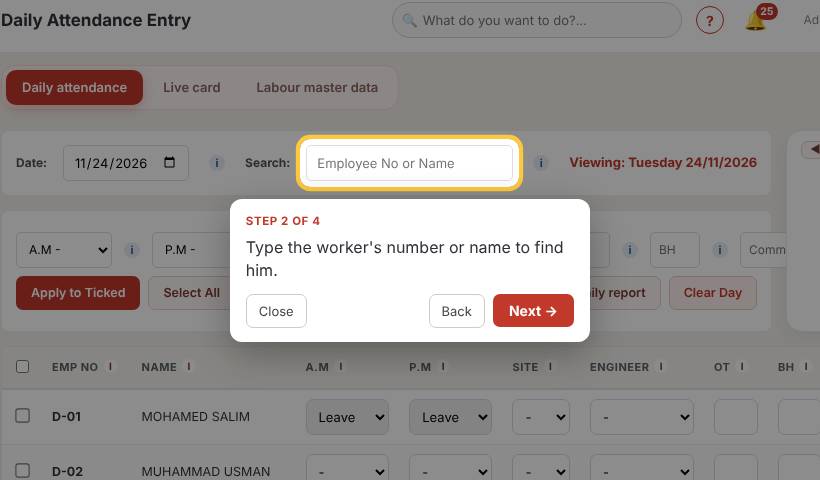 Daily Attendance Entry
What do you want to do?...
?
25
Ad
Daily attendance
Live card
Labour master data
Date:
11/24/2026
i
Search:
Employee No or Name
i
Viewing: Tuesday 24/11/2026
STEP 2 OF 4
Type the worker's number or name to find
him.
Close
Back
Next →
A.M -
i
P.M -
i
BH
i
Comm
Apply to Ticked
Select All
ily report
Clear Day
EMP NO i
NAME i
A.M i
P.M i
SITE i
ENGINEER i
OT i
BH i
D-01
MOHAMED SALIM
Leave
Leave
-
-
D-02
MUHAMMAD USMAN
-
-
-
-